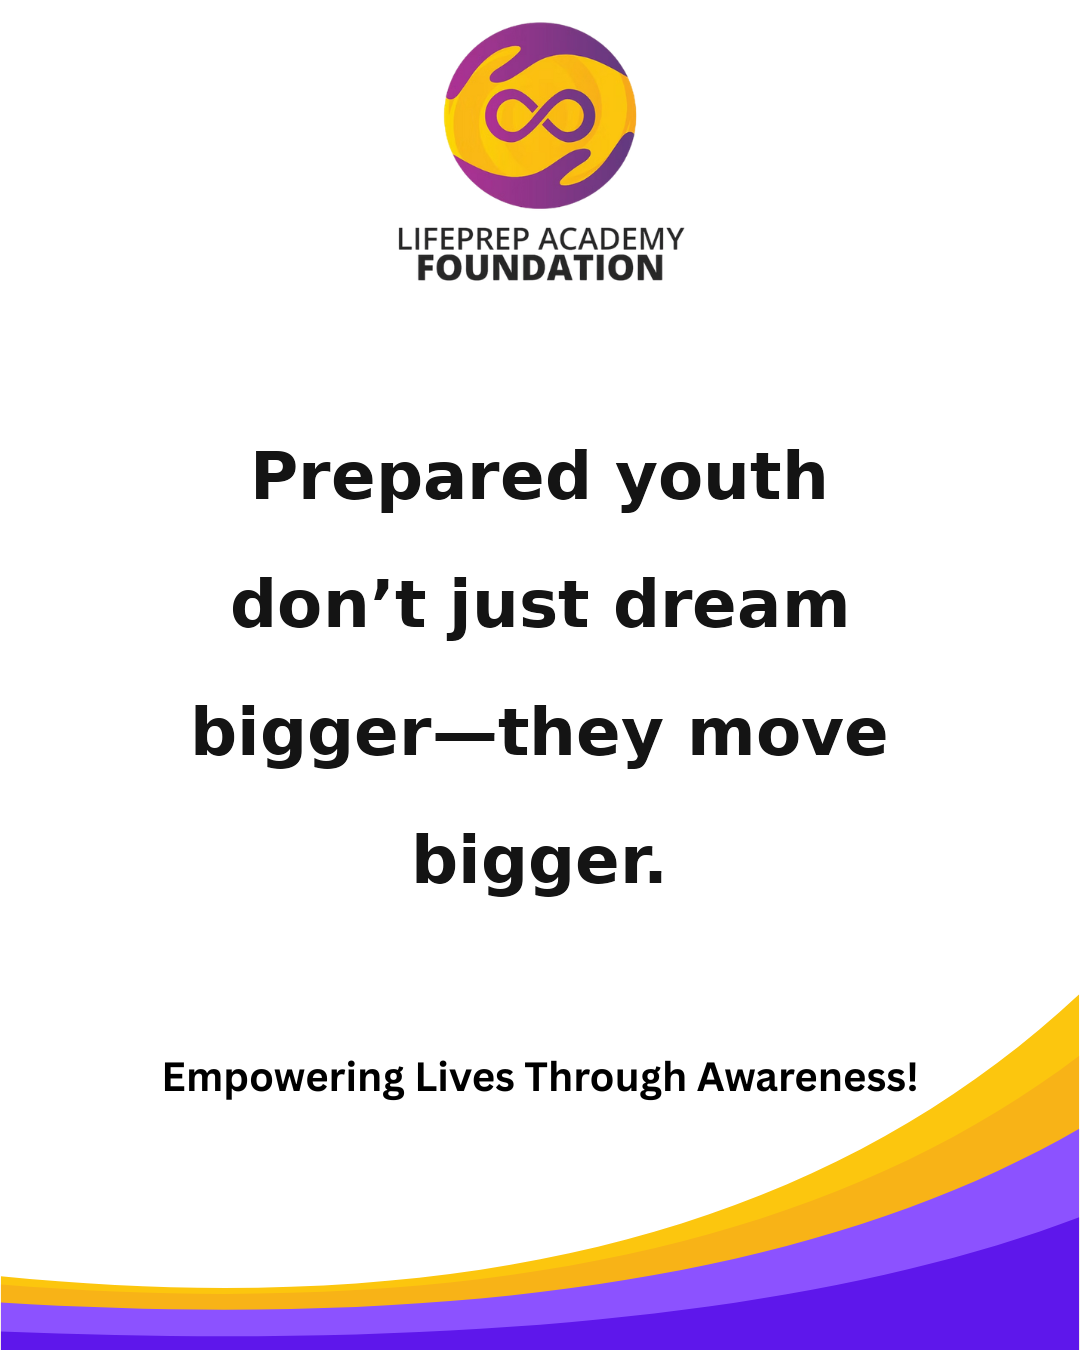 LIFEPREP ACADEMY
FOUNDATION
Prepared youth
don’t just dream
bigger—they move
bigger.
Empowering Lives Through Awareness!